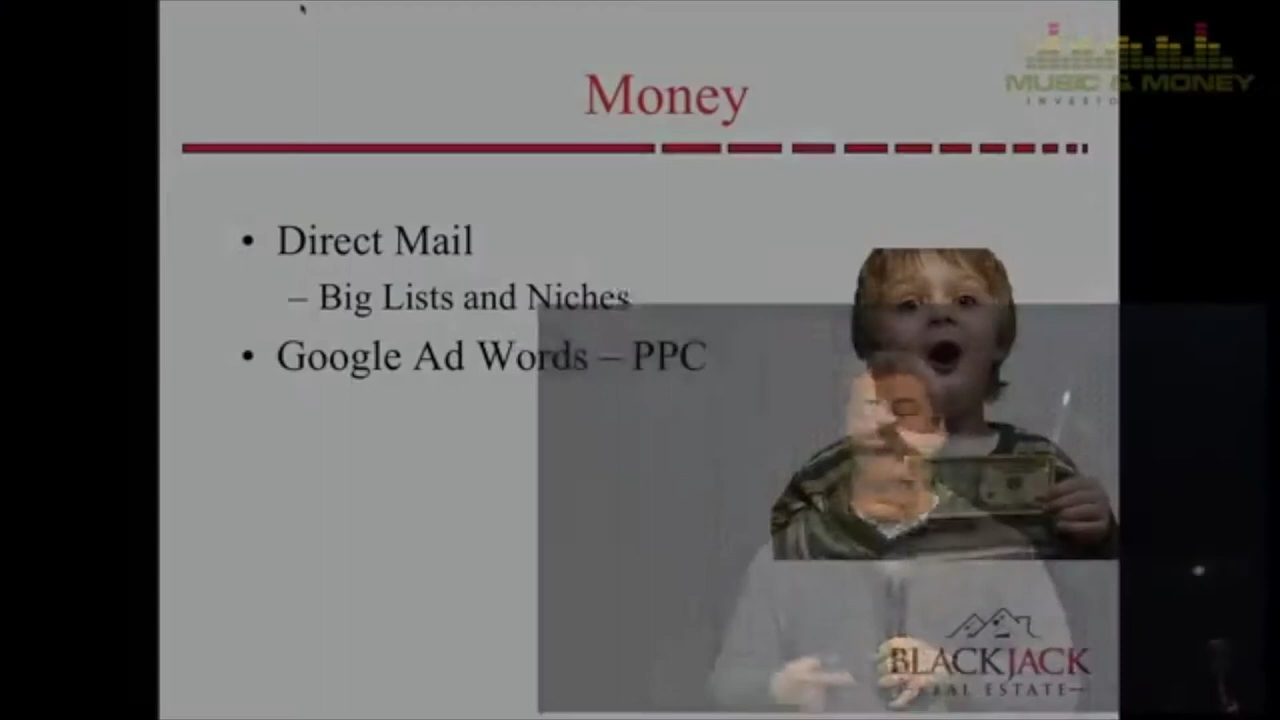 Money
MUSIC & MONEY
• Direct Mail
– Big Lists and Niches
• Google Ad Words – PPC
BLACKJACK
REAL ESTATE